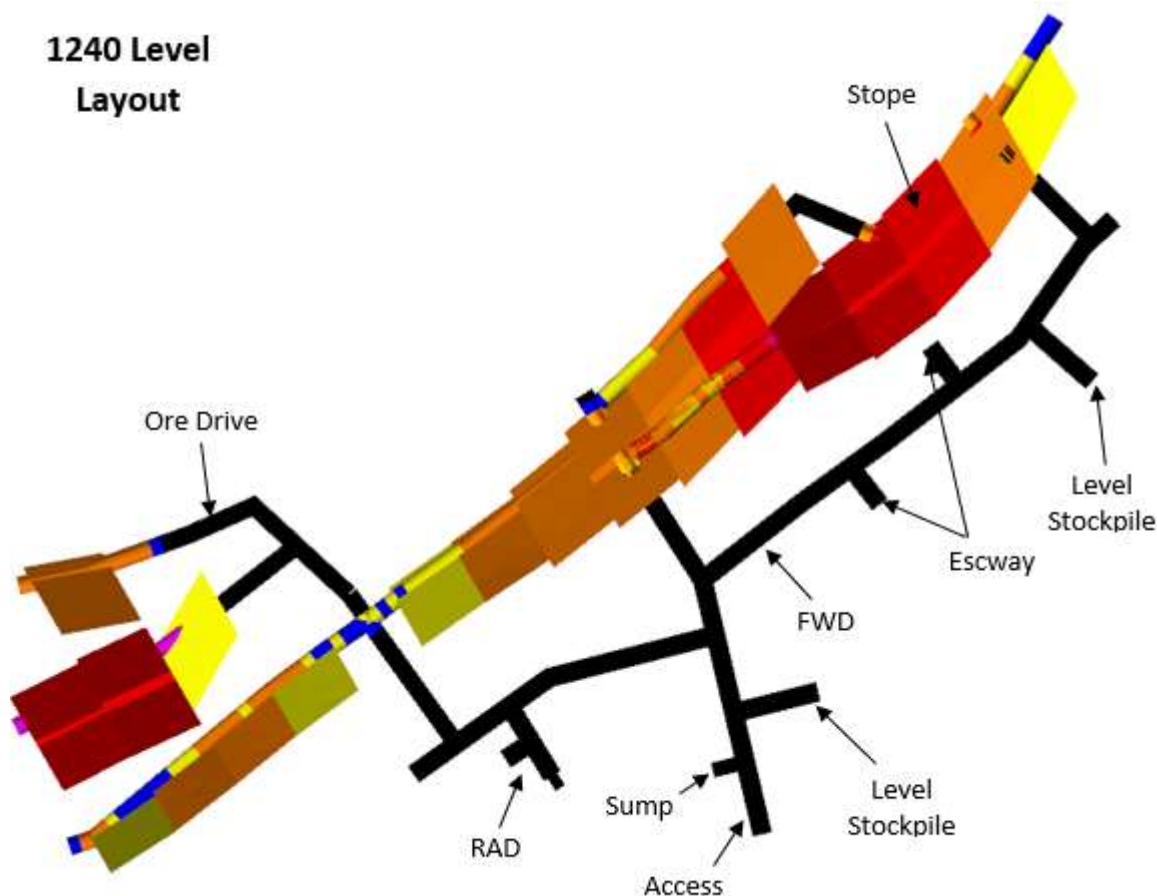 1240 Level
Layout
Stope
Ore Drive
Level
Stockpile
Escway
FWD
Level
Stockpile
Sump
RAD
Access